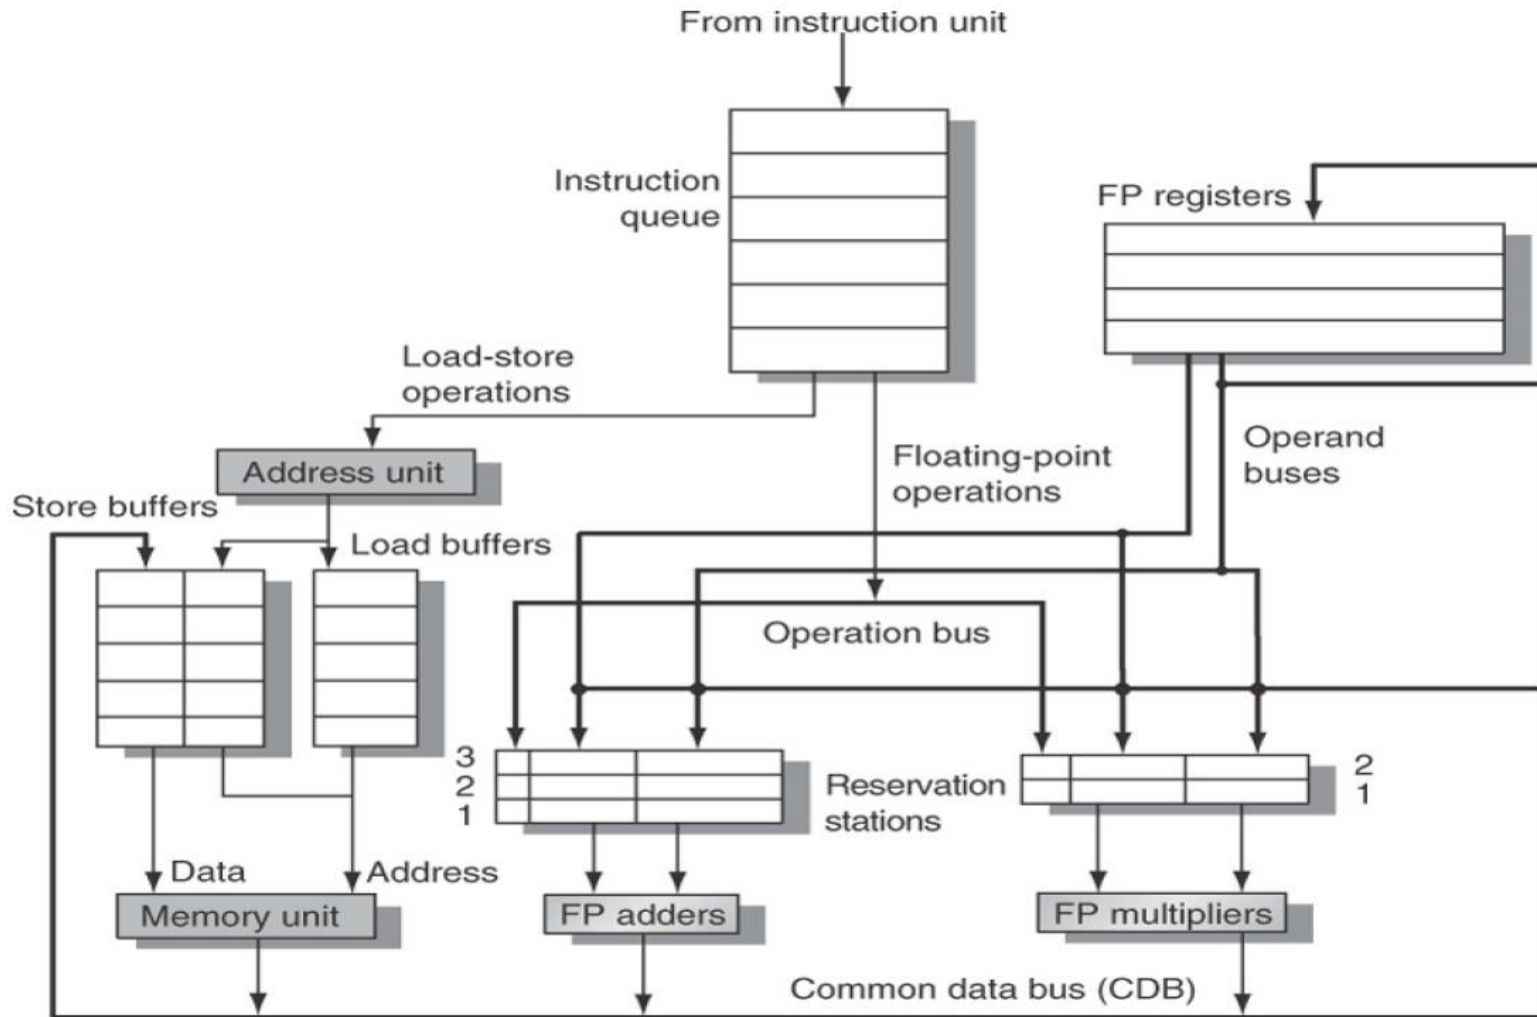 From instruction unit
Instruction
queue
FP registers
Load-store
operations
Address unit
Floating-point
operations
Operand
buses
Store buffers
Load buffers
Operation bus
3
2
1
Reservation
stations
2
1
Data
Address
Memory unit
FP adders
FP multipliers
Common data bus (CDB)